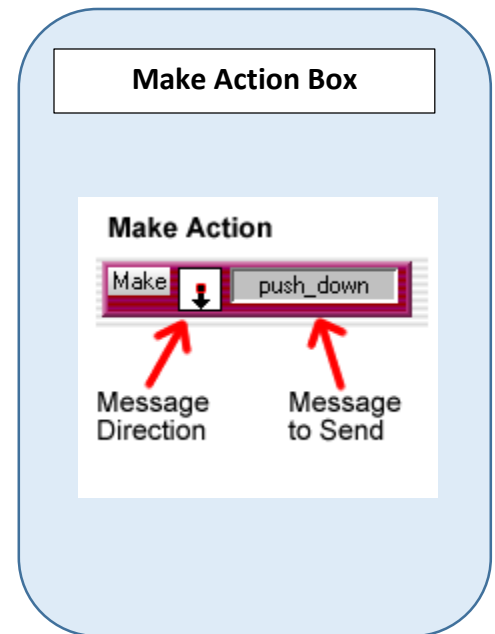 Make Action Box
Make Action
Make push_down
Message Message
Direction to Send